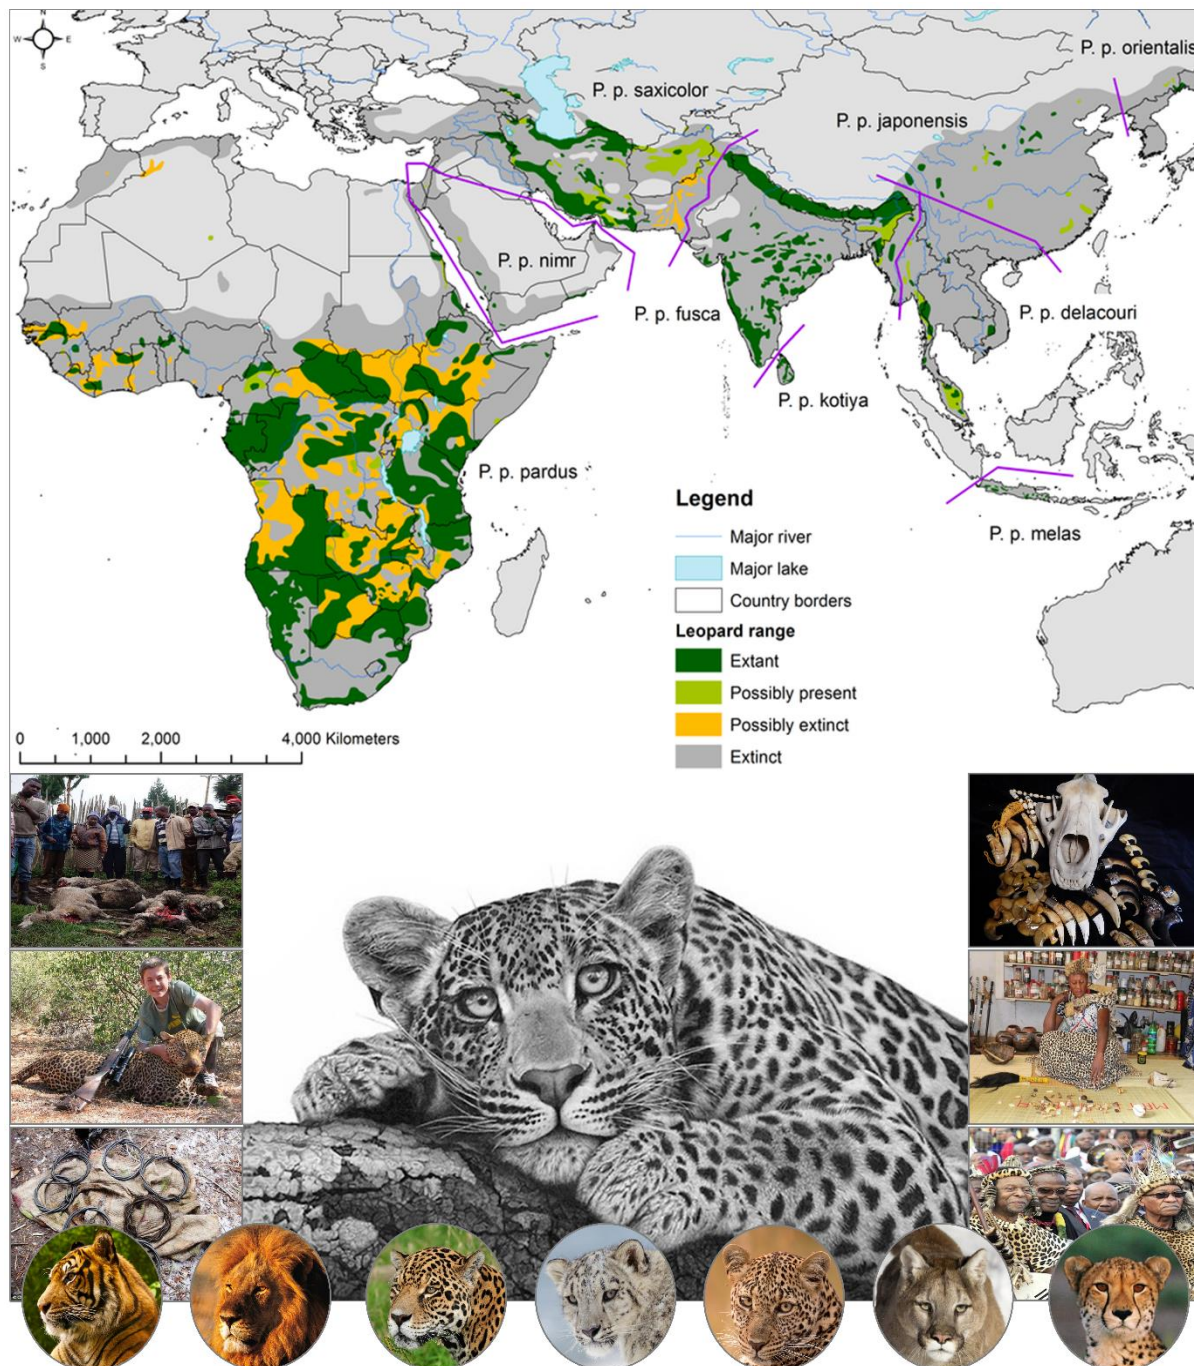 N
W E
S
P. p. orientalis
P. p. saxicolor
P. p. japonensis
P. p. nimr
P. p. fusca
P. p. delacouri
P. p. kotiya
P. p. pardus
P. p. melas
Legend
Major river
Major lake
Country borders
Leopard range
Extant
Possibly present
Possibly extinct
Extinct
0 1,000 2,000 4,000 Kilometers